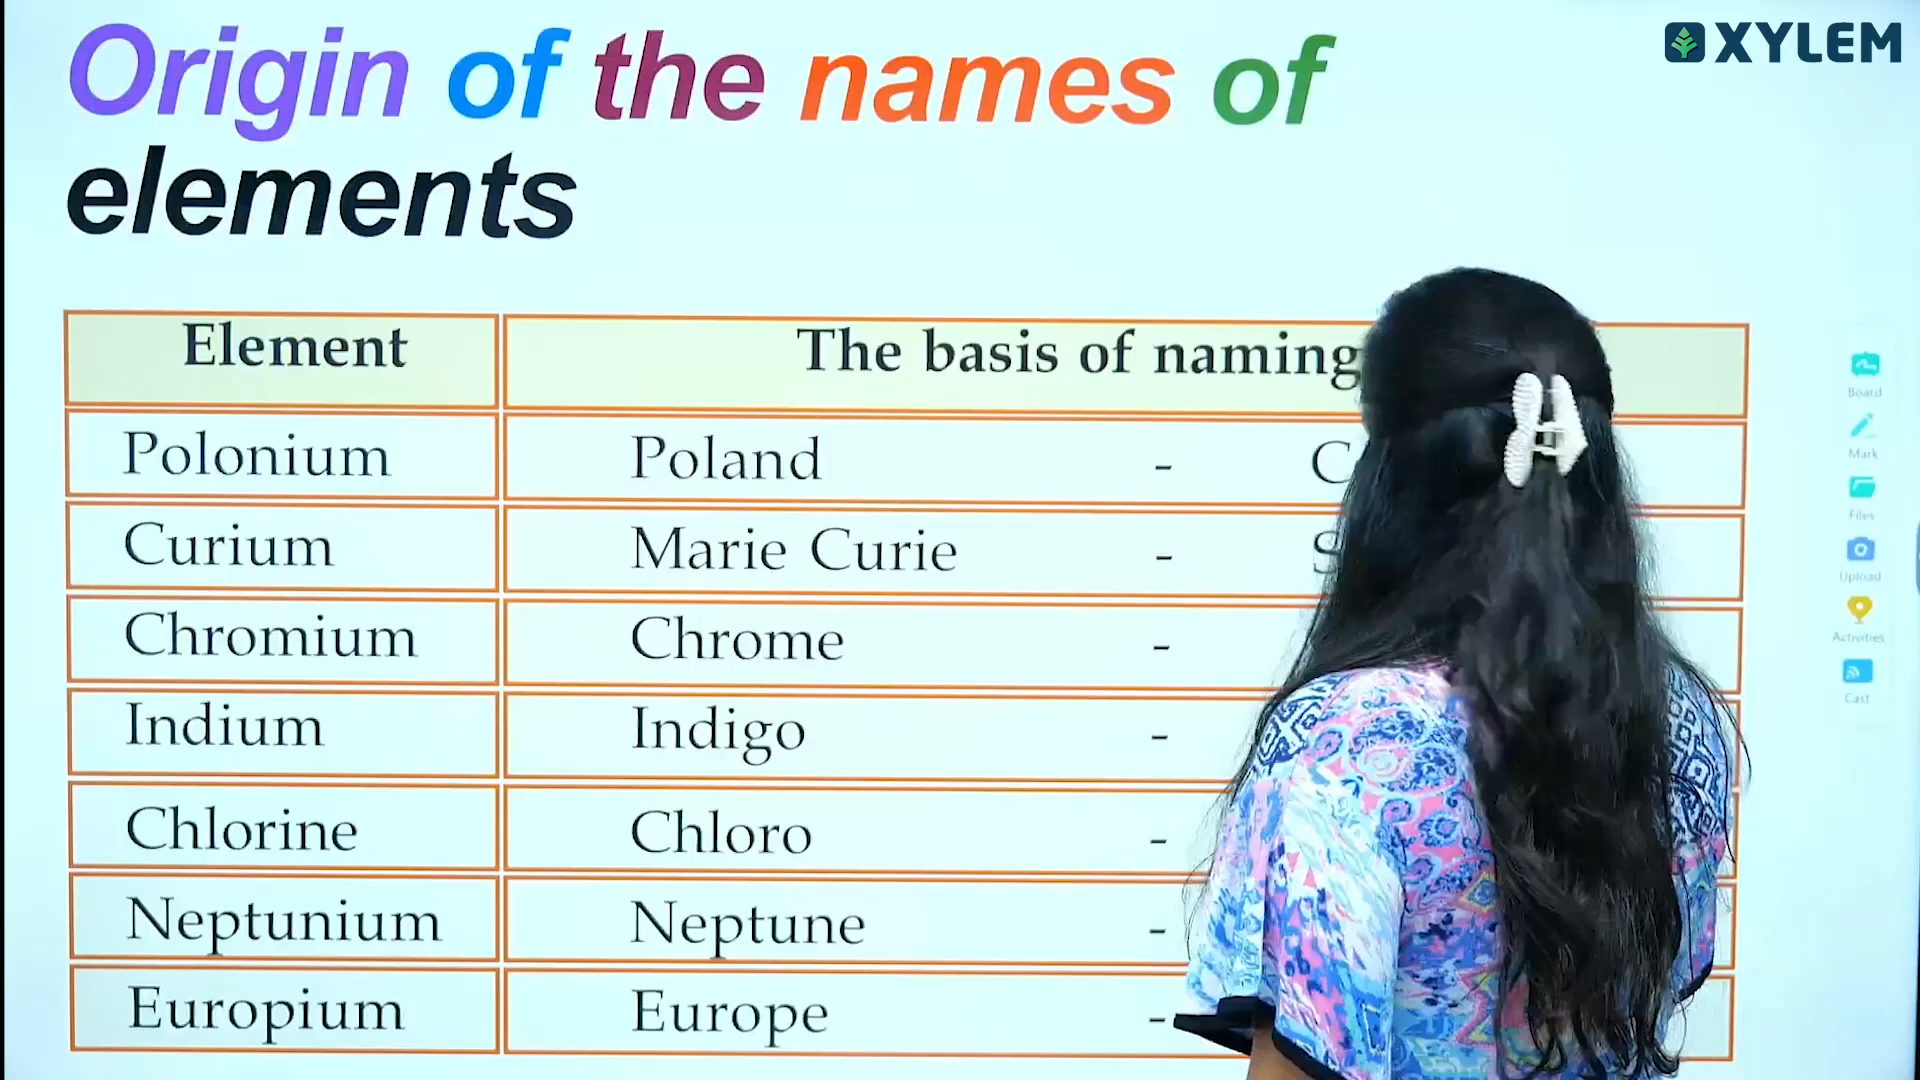 XYLEM
Origin of the names of
elements
Element The basis of naming
Polonium Poland - C
Curium Marie Curie - S
Chromium Chrome -
Indium Indigo -
Chlorine Chloro -
Neptunium Neptune -
Europium Europe -
Board
Mark
Files
Upload
Activities
Cast